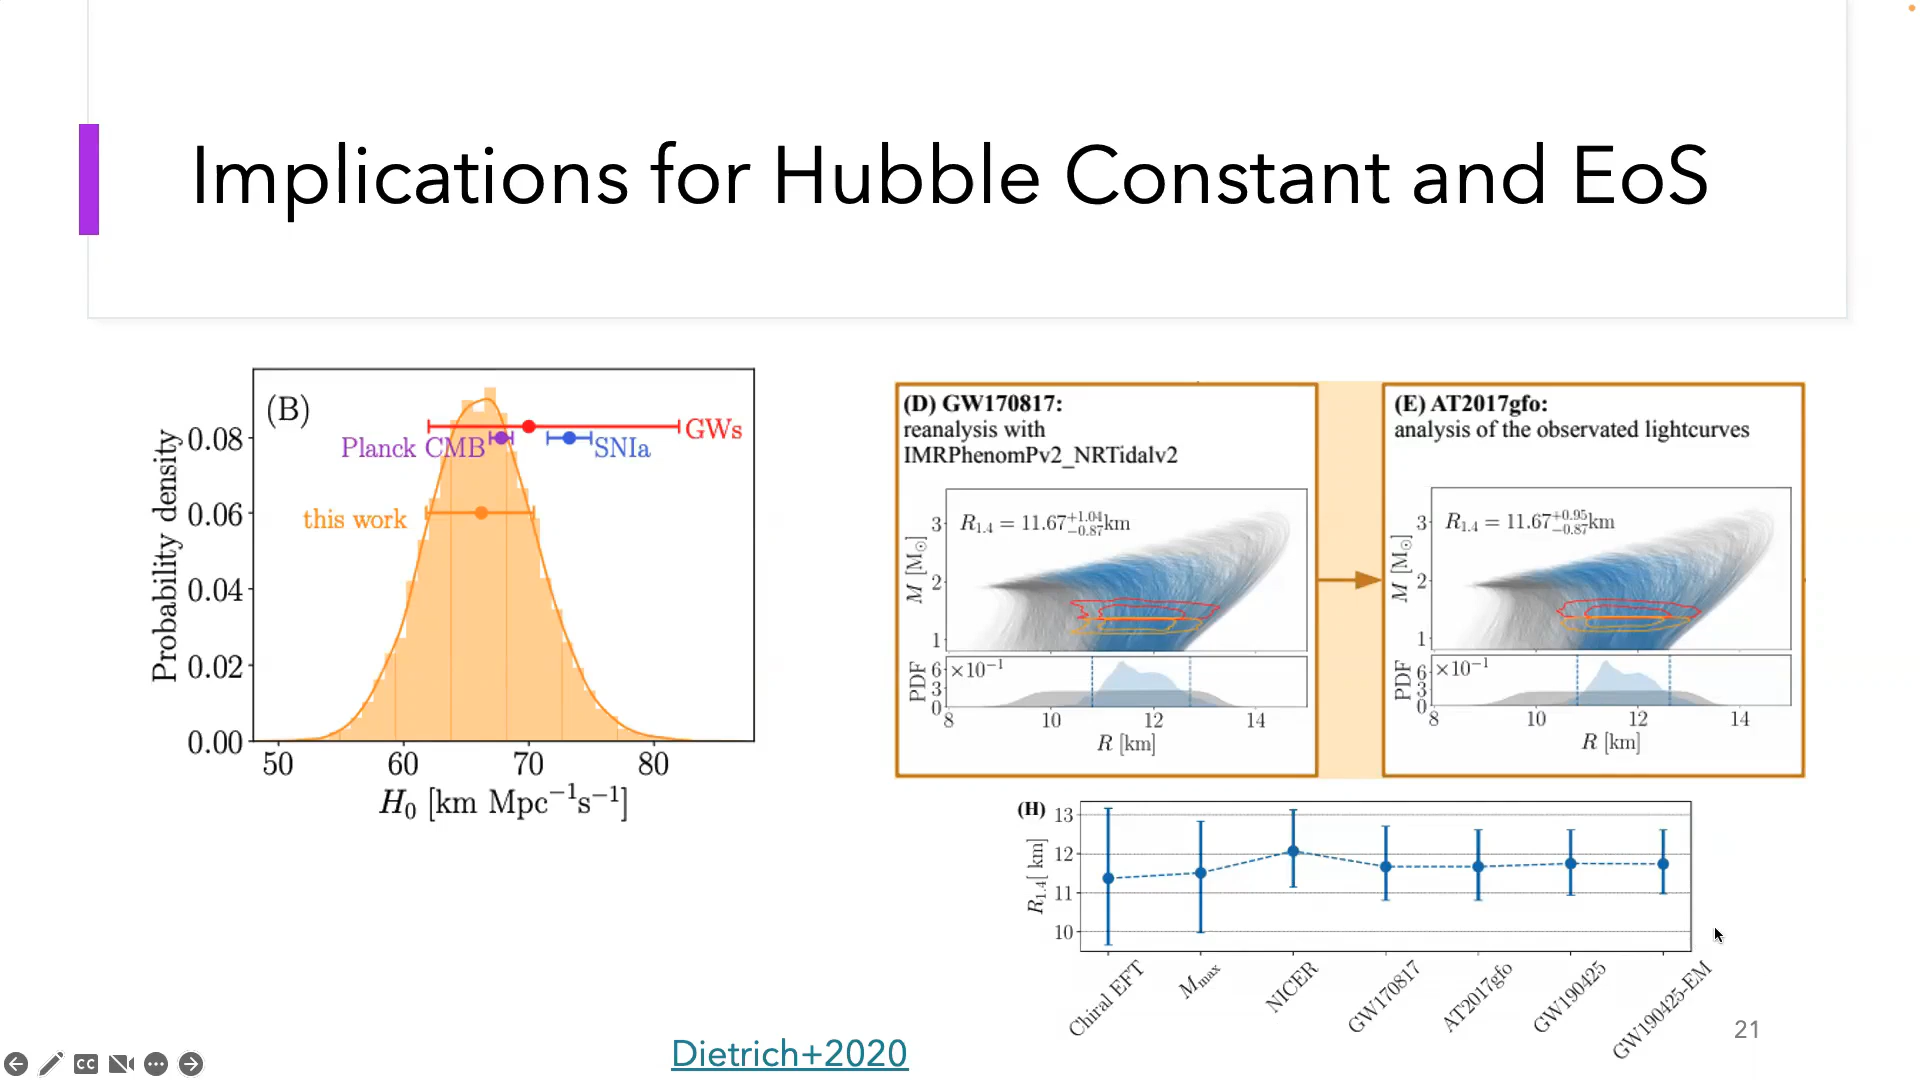 Implications for Hubble Constant and EoS
(B)
GWs
Planck CMB
SNIa
this work
Probability density
0.08
0.06
0.04
0.02
0.00
50 60 70 80
H₀ [km Mpc⁻¹s⁻¹]
(D) GW170817:
reanalysis with
IMRPhenomPv2_NRTidalv2
R₁.₄ = 11.67⁺¹·⁰⁴₋₀.₈₇km
M [M⊙]
3
2
1
PDF
6
3
0
×10⁻¹
8 10 12 14
R [km]
(E) AT2017gfo:
analysis of the observed lightcurves
R₁.₄ = 11.67⁺⁰·⁹⁵₋₀.₈₇km
M [M⊙]
3
2
1
PDF
6
3
0
×10⁻¹
8 10 12 14
R [km]
(H)
R₁.₄[ km]
13
12
11
10
Chiral EFT
Mmax
NICER
GW170817
AT2017gfo
GW190425
GW190425-EM
Dietrich+2020
21
CC